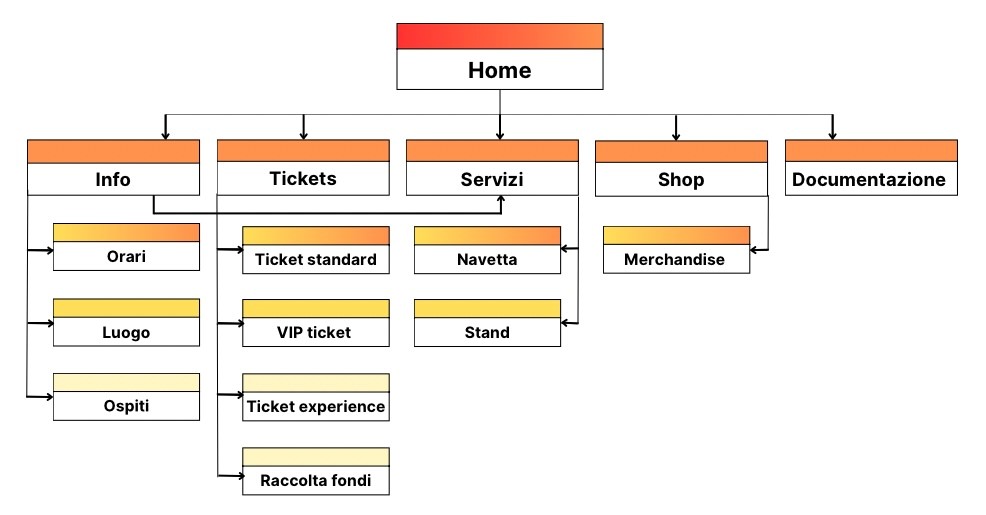 Home
Info
Tickets
Servizi
Shop
Documentazione
Orari
Ticket standard
Navetta
Merchandise
Luogo
VIP ticket
Stand
Ospiti
Ticket experience
Raccolta fondi